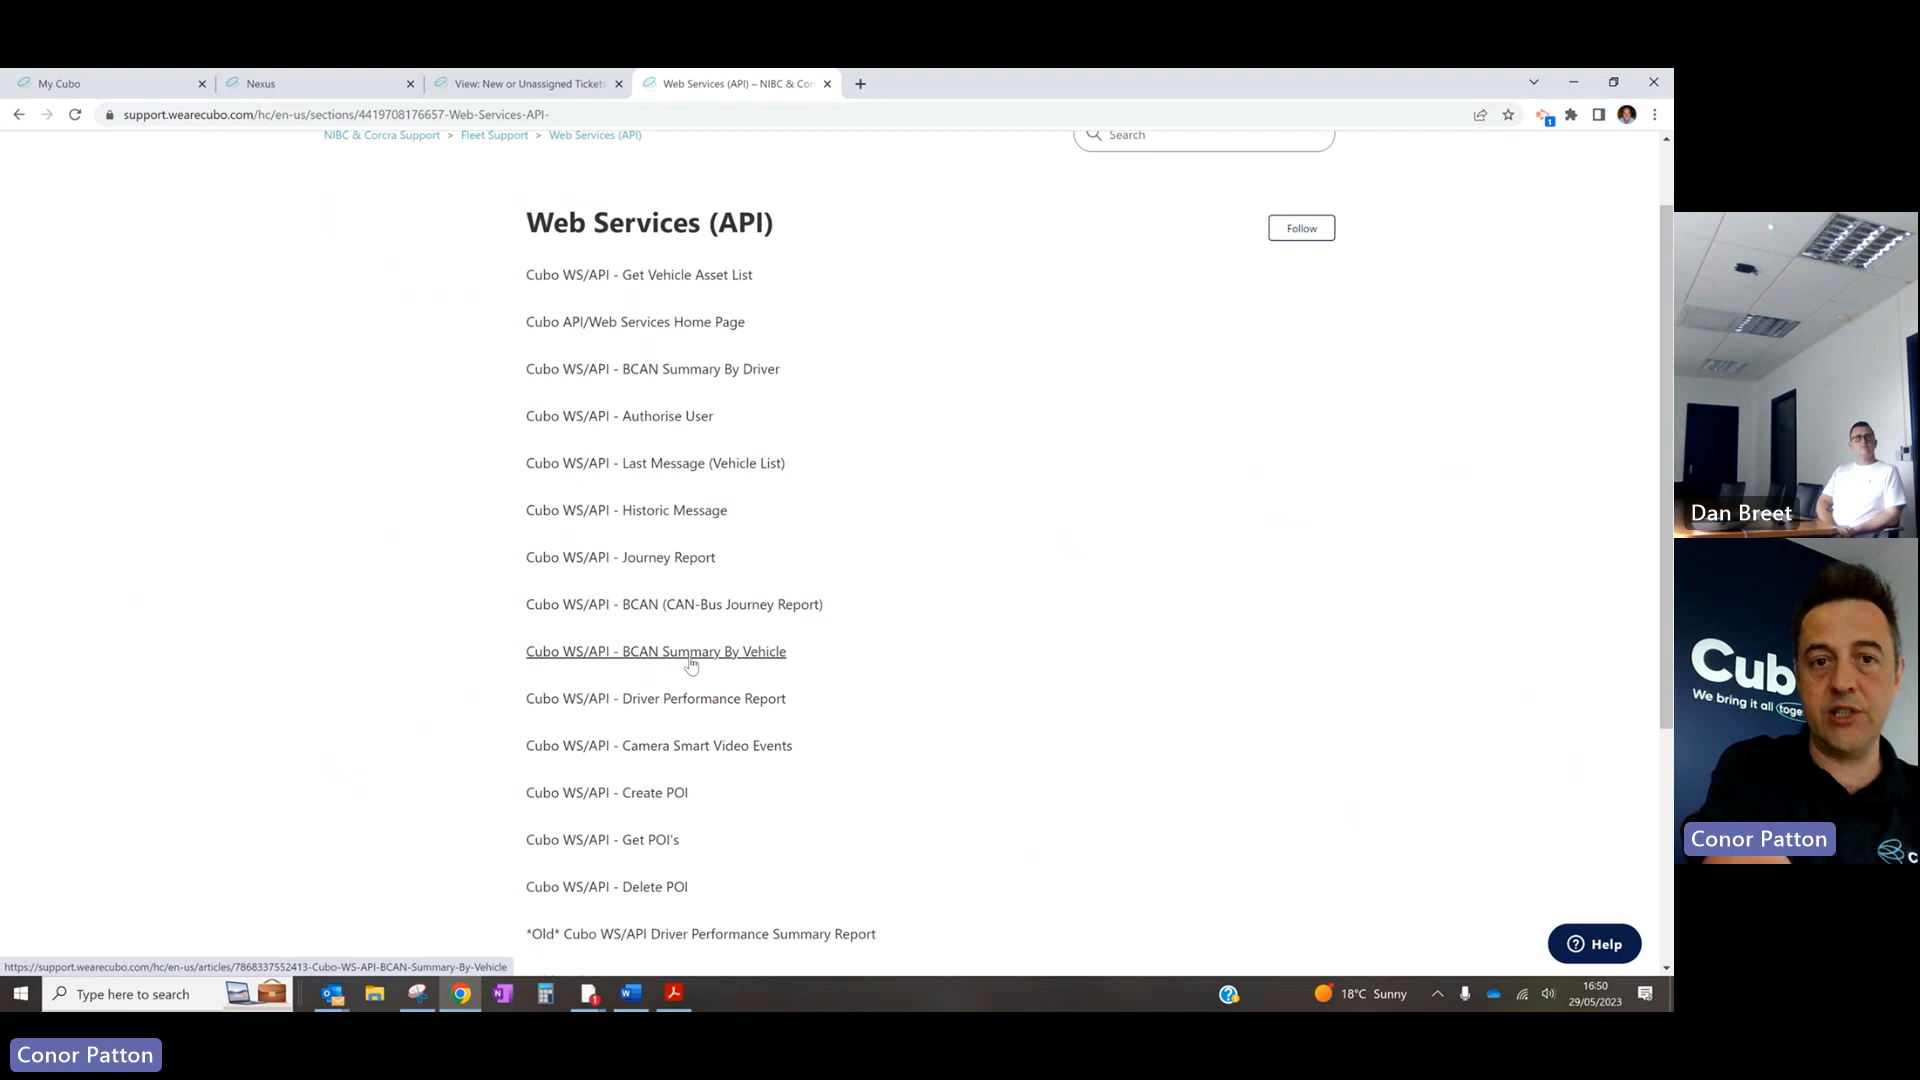 My Cubo
Nexus
View: New or Unassigned Tickets
Web Services (API) – NIBC & Cor
support.wearecubo.com/hc/en-us/sections/4419708176657-Web-Services-API-
1
NIBC & Corcra Support > Fleet Support > Web Services (API)
Search
Web Services (API)
Follow
Cubo WS/API - Get Vehicle Asset List
Cubo API/Web Services Home Page
Cubo WS/API - BCAN Summary By Driver
Cubo WS/API - Authorise User
Cubo WS/API - Last Message (Vehicle List)
Cubo WS/API - Historic Message
Cubo WS/API - Journey Report
Cubo WS/API - BCAN (CAN-Bus Journey Report)
Cubo WS/API - BCAN Summary By Vehicle
Cubo WS/API - Driver Performance Report
Cubo WS/API - Camera Smart Video Events
Cubo WS/API - Create POI
Cubo WS/API - Get POI's
Cubo WS/API - Delete POI
*Old* Cubo WS/API Driver Performance Summary Report
Help
https://support.wearecubo.com/hc/en-us/articles/7868337552413-Cubo-WS-API-BCAN-Summary-By-Vehicle
Type here to search
18°C Sunny
16:50
29/05/2023
Dan Breet
Cub
We bring it all toge
Conor Patton
C
Conor Patton